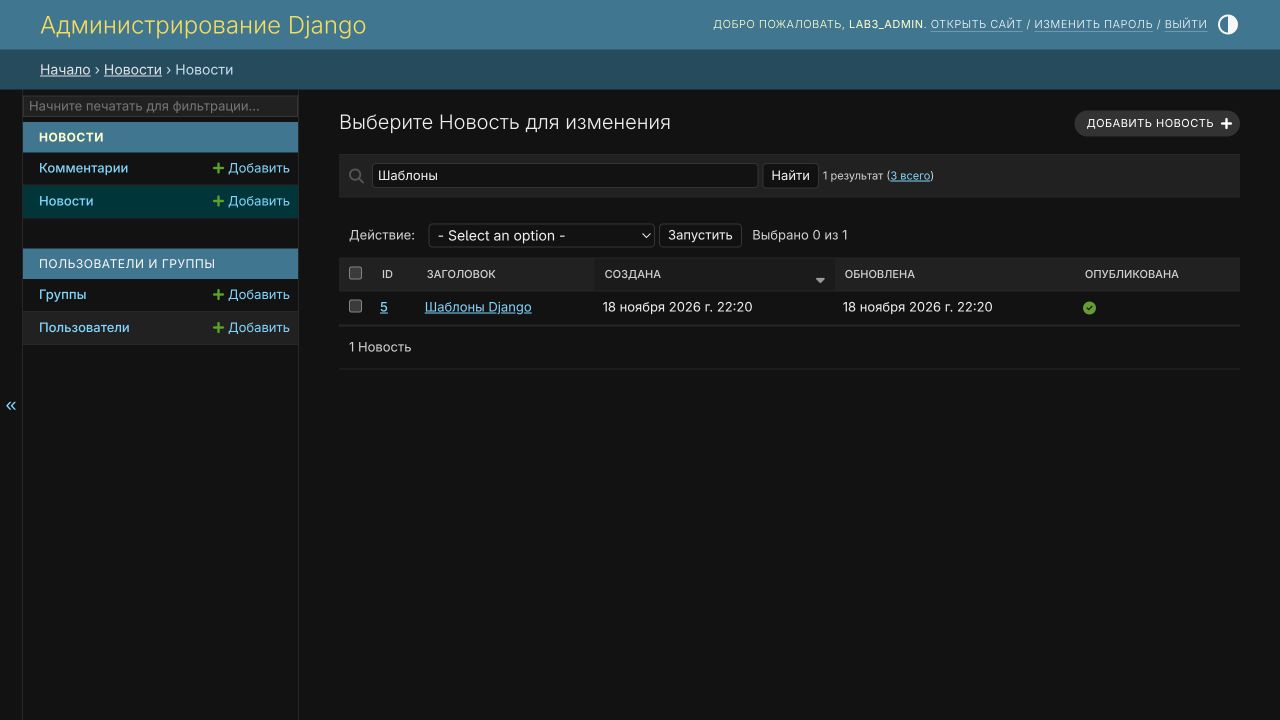 Администрирование Django
ДОБРО ПОЖАЛОВАТЬ, LAB3_ADMIN. ОТКРЫТЬ САЙТ / ИЗМЕНИТЬ ПАРОЛЬ / ВЫЙТИ
Начало › Новости › Новости
Начните печатать для фильтрации...
НОВОСТИ
Комментарии + Добавить
Новости + Добавить
ПОЛЬЗОВАТЕЛИ И ГРУППЫ
Группы + Добавить
Пользователи + Добавить
«
Выберите Новость для изменения
ДОБАВИТЬ НОВОСТЬ +
Шаблоны Найти 1 результат (3 всего)
Действие: - Select an option - Запустить Выбрано 0 из 1
ID ЗАГОЛОВОК СОЗДАНА ОБНОВЛЕНА ОПУБЛИКОВАНА
5 Шаблоны Django 18 ноября 2026 г. 22:20 18 ноября 2026 г. 22:20
1 Новость